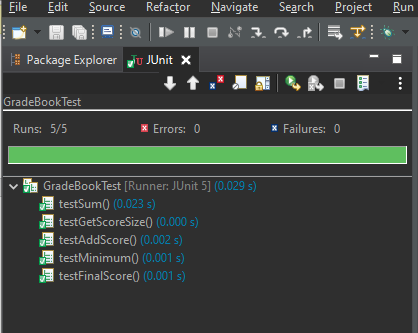 File Edit Source Refactor Navigate Search Project Run
Package Explorer JUnit
GradeBookTest
Runs: 5/5 Errors: 0 Failures: 0
GradeBookTest [Runner: JUnit 5] (0.029 s)
testSum() (0.023 s)
testGetScoreSize() (0.000 s)
testAddScore() (0.002 s)
testMinimum() (0.001 s)
testFinalScore() (0.001 s)